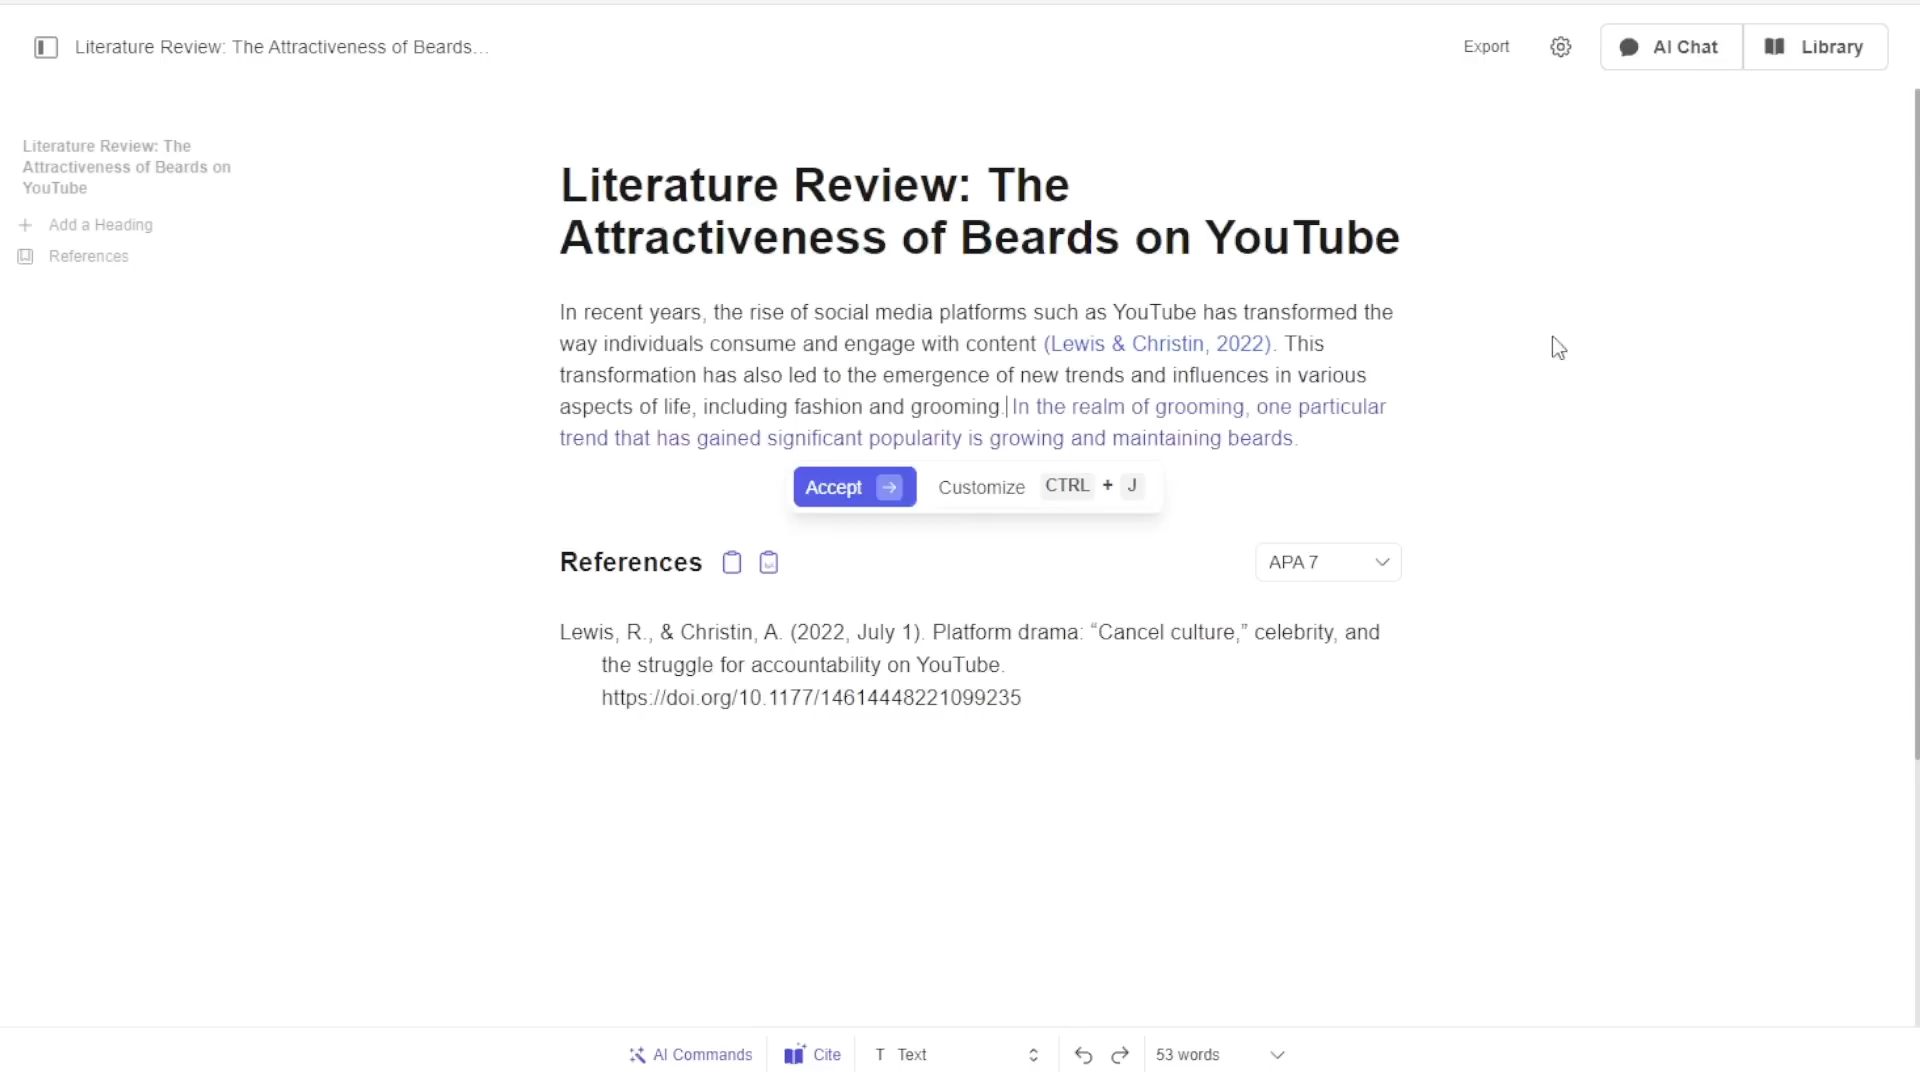 Literature Review: The Attractiveness of Beards...
Export
AI Chat
Library
Literature Review: The
Attractiveness of Beards on
YouTube
Add a Heading
References
Literature Review: The
Attractiveness of Beards on YouTube
In recent years, the rise of social media platforms such as YouTube has transformed the
way individuals consume and engage with content (Lewis & Christin, 2022). This
transformation has also led to the emergence of new trends and influences in various
aspects of life, including fashion and grooming. In the realm of grooming, one particular
trend that has gained significant popularity is growing and maintaining beards.
Accept → Customize CTRL + J
References
APA 7
Lewis, R., & Christin, A. (2022, July 1). Platform drama: “Cancel culture,” celebrity, and
the struggle for accountability on YouTube.
https://doi.org/10.1177/14614448221099235
AI Commands
Cite
T Text
53 words